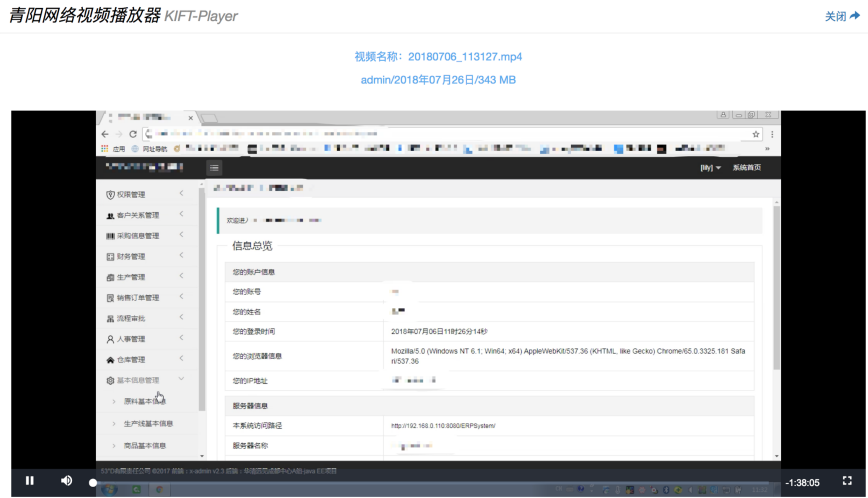 青阳网络视频播放器 KIFT-Player
关闭
视频名称：20180706_113127.mp4
admin/2018年07月26日/343 MB
应用 网址导航
[lily] 系统首页
权限管理
客户关系管理
采购信息管理
财务管理
生产管理
销售订单管理
流程审批
人事管理
仓库管理
基本信息管理
原料基本信息
生产线基本信息
商品基本信息
欢迎进入
信息总览
您的账户信息
您的账号
您的姓名
您的登录时间 2018年07月06日11时26分14秒
您的浏览器信息 Mozilla/5.0 (Windows NT 6.1; Win64; x64) AppleWebKit/537.36 (KHTML, like Gecko) Chrome/65.0.3325.181 Safa
ri/537.36
您的IP地址
服务器信息
本系统访问路径 http://192.168.0.110:8080/ERPSystem/
服务器名称
-1:38:05